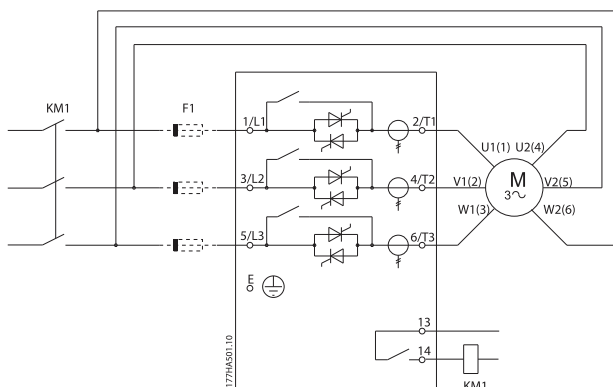 KM1
F1
1/L1
2/T1
U1(1) U2(4)
3/L2
4/T2
V1(2)
M
3~
V2(5)
W1(3)
W2(6)
5/L3
6/T3
E
13
14
KM1
177HA501.10